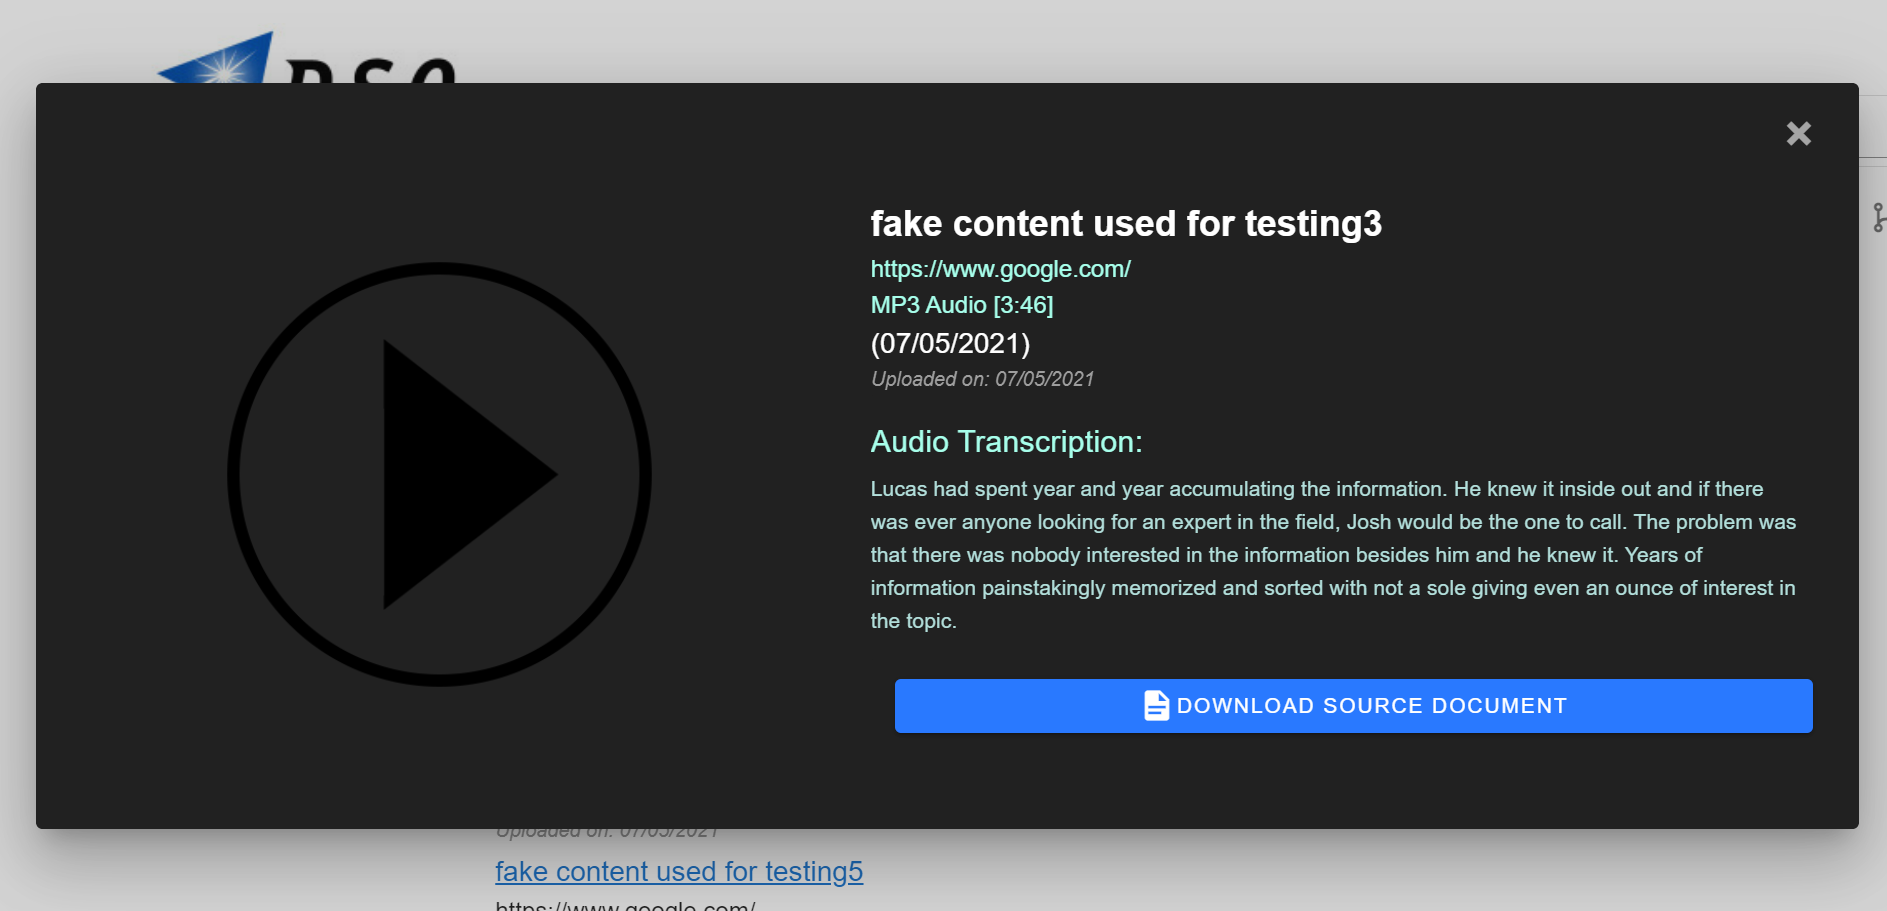 DSO
fake content used for testing3
https://www.google.com/
MP3 Audio [3:46]
(07/05/2021)
Uploaded on: 07/05/2021
Audio Transcription:
Lucas had spent year and year accumulating the information. He knew it inside out and if there
was ever anyone looking for an expert in the field, Josh would be the one to call. The problem was
that there was nobody interested in the information besides him and he knew it. Years of
information painstakingly memorized and sorted with not a sole giving even an ounce of interest in
the topic.
DOWNLOAD SOURCE DOCUMENT
Uploaded on: 07/05/2021
fake content used for testing5
https://www.google.com/